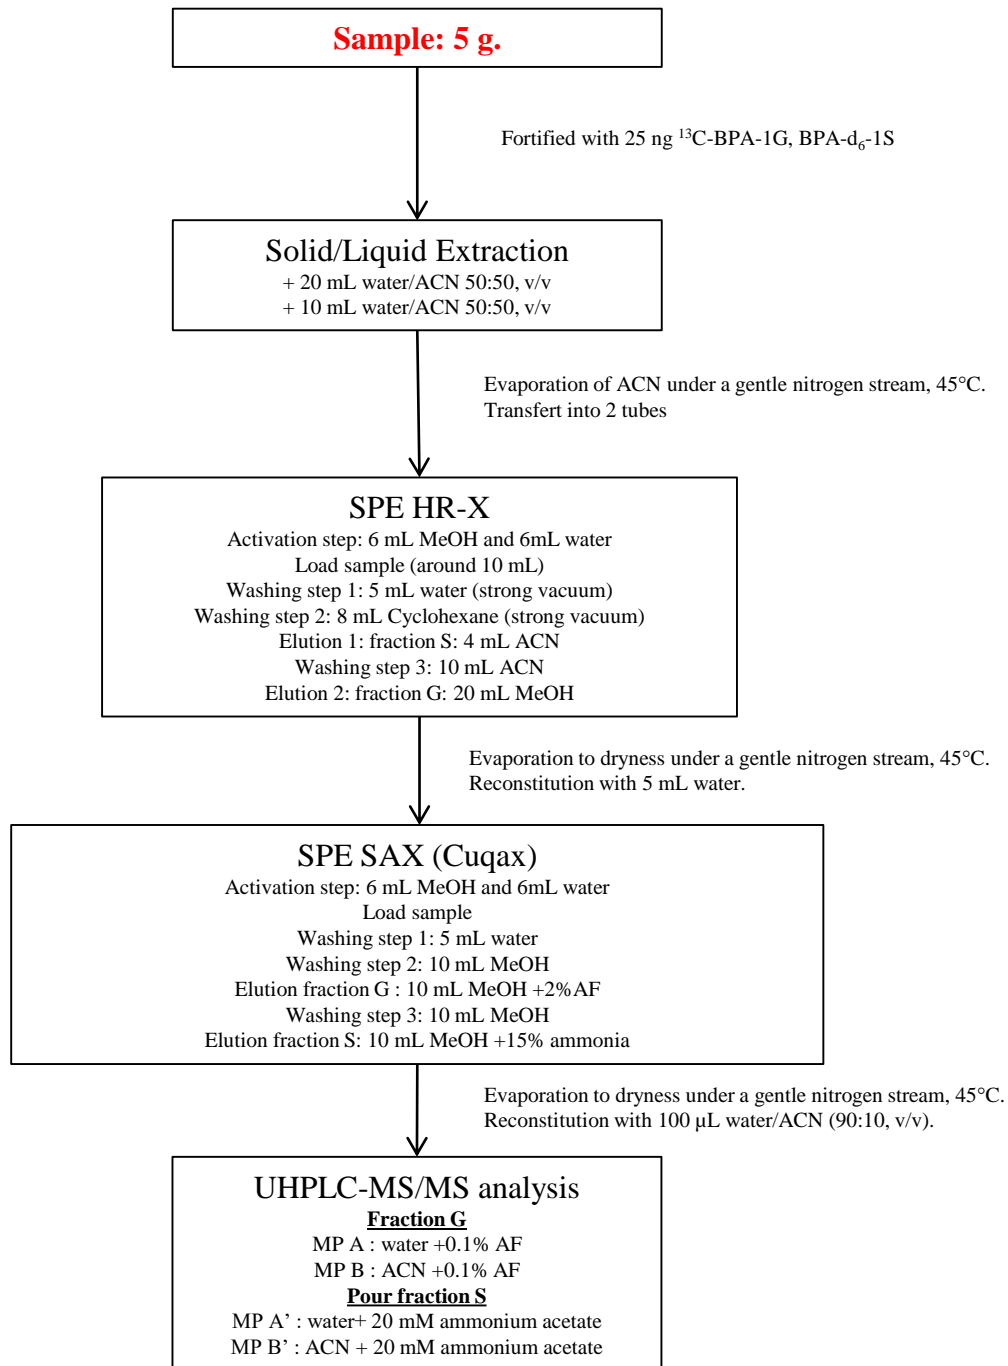 Sample: 5 g.
Fortified with 25 ng ¹³C-BPA-1G, BPA-d₆-1S
Solid/Liquid Extraction
+ 20 mL water/ACN 50:50, v/v
+ 10 mL water/ACN 50:50, v/v
Evaporation of ACN under a gentle nitrogen stream, 45°C.
Transfert into 2 tubes
SPE HR-X
Activation step: 6 mL MeOH and 6mL water
Load sample (around 10 mL)
Washing step 1: 5 mL water (strong vacuum)
Washing step 2: 8 mL Cyclohexane (strong vacuum)
Elution 1: fraction S: 4 mL ACN
Washing step 3: 10 mL ACN
Elution 2: fraction G: 20 mL MeOH
Evaporation to dryness under a gentle nitrogen stream, 45°C.
Reconstitution with 5 mL water.
SPE SAX (Cuqax)
Activation step: 6 mL MeOH and 6mL water
Load sample
Washing step 1: 5 mL water
Washing step 2: 10 mL MeOH
Elution fraction G : 10 mL MeOH +2%AF
Washing step 3: 10 mL MeOH
Elution fraction S: 10 mL MeOH +15% ammonia
Evaporation to dryness under a gentle nitrogen stream, 45°C.
Reconstitution with 100 µL water/ACN (90:10, v/v).
UHPLC-MS/MS analysis
Fraction G
MP A : water +0.1% AF
MP B : ACN +0.1% AF
Pour fraction S
MP A’ : water+ 20 mM ammonium acetate
MP B’ : ACN + 20 mM ammonium acetate